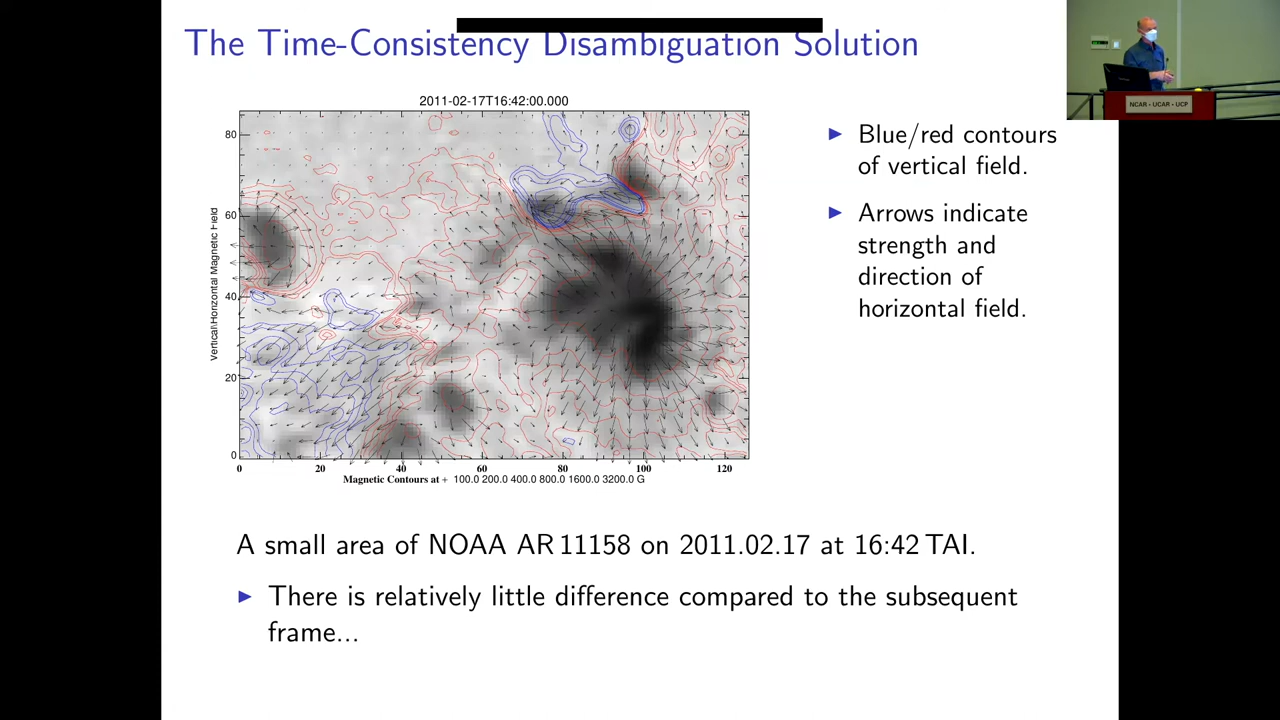 The Time-Consistency Disambiguation Solution
NCAR • UCAR • UCP
2011-02-17T16:42:00.000
80
60
40
20
0
Vertical\Horizontal Magnetic Field
0 20 40 60 80 100 120
Magnetic Contours at + 100.0 200.0 400.0 800.0 1600.0 3200.0 G
Blue/red contours
of vertical field.
Arrows indicate
strength and
direction of
horizontal field.
A small area of NOAA AR 11158 on 2011.02.17 at 16:42 TAI.
There is relatively little difference compared to the subsequent
frame...